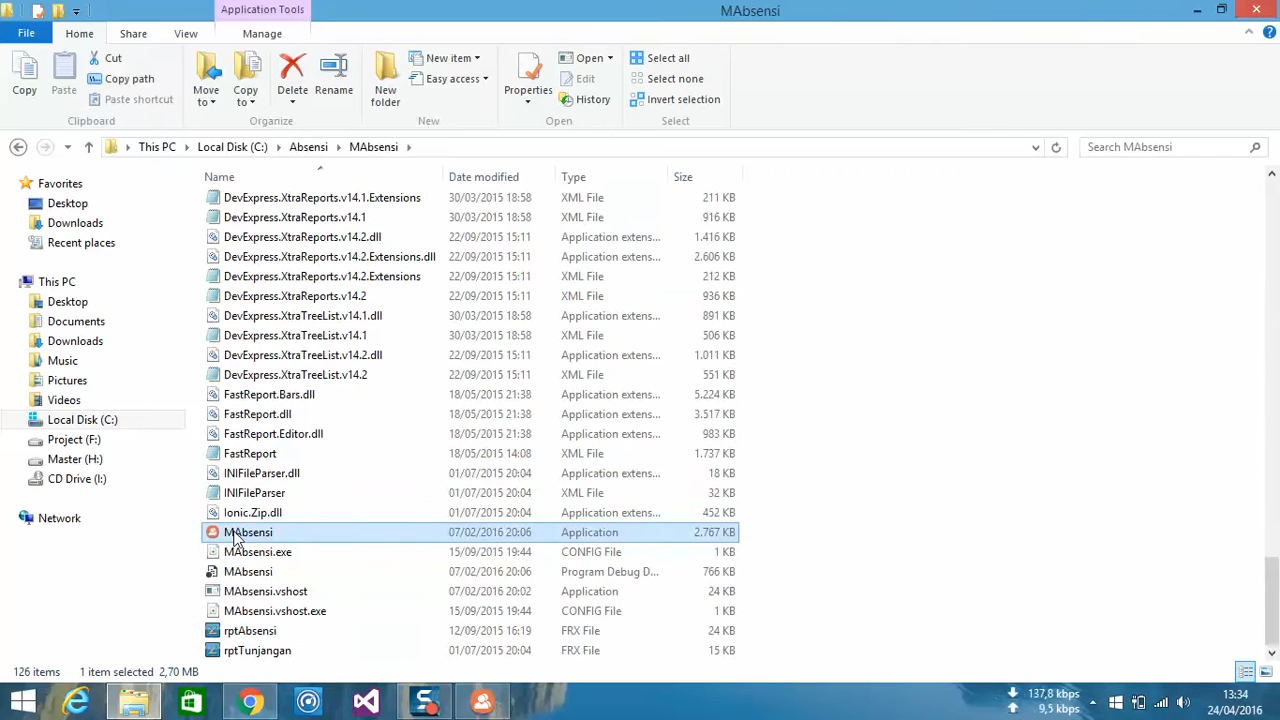 Application Tools
MAbsensi
File Home Share View Manage
Copy
Paste
Cut
Copy path
Paste shortcut
Clipboard
Move to
Copy to
Delete
Rename
Organize
New folder
New item
Easy access
New
Properties
Open
Edit
History
Open
Select all
Select none
Invert selection
Select
This PC Local Disk (C:) Absensi MAbsensi
Search MAbsensi
Favorites
Desktop
Downloads
Recent places
This PC
Desktop
Documents
Downloads
Music
Pictures
Videos
Local Disk (C:)
Project (F:)
Master (H:)
CD Drive (I:)
Network
Name Date modified Type Size
DevExpress.XtraReports.v14.1.Extensions 30/03/2015 18:58 XML File 211 KB
DevExpress.XtraReports.v14.1 30/03/2015 18:58 XML File 916 KB
DevExpress.XtraReports.v14.2.dll 22/09/2015 15:11 Application extens... 1.416 KB
DevExpress.XtraReports.v14.2.Extensions.dll 22/09/2015 15:11 Application extens... 2.606 KB
DevExpress.XtraReports.v14.2.Extensions 22/09/2015 15:11 XML File 212 KB
DevExpress.XtraReports.v14.2 22/09/2015 15:11 XML File 936 KB
DevExpress.XtraTreeList.v14.1.dll 30/03/2015 18:58 Application extens... 891 KB
DevExpress.XtraTreeList.v14.1 30/03/2015 18:58 XML File 506 KB
DevExpress.XtraTreeList.v14.2.dll 22/09/2015 15:11 Application extens... 1.011 KB
DevExpress.XtraTreeList.v14.2 22/09/2015 15:11 XML File 551 KB
FastReport.Bars.dll 18/05/2015 21:38 Application extens... 5.224 KB
FastReport.dll 18/05/2015 21:38 Application extens... 3.517 KB
FastReport.Editor.dll 18/05/2015 21:38 Application extens... 983 KB
FastReport 18/05/2015 14:08 XML File 1.737 KB
INIFileParser.dll 01/07/2015 20:04 Application extens... 18 KB
INIFileParser 01/07/2015 20:04 XML File 32 KB
Ionic.Zip.dll 01/07/2015 20:04 Application extens... 452 KB
MAbsensi 07/02/2016 20:06 Application 2.767 KB
MAbsensi.exe 15/09/2015 19:44 CONFIG File 1 KB
MAbsensi 07/02/2016 20:06 Program Debug D... 766 KB
MAbsensi.vshost 07/02/2016 20:02 Application 24 KB
MAbsensi.vshost.exe 15/09/2015 19:44 CONFIG File 1 KB
rptAbsensi 12/09/2015 16:19 FRX File 24 KB
rptTunjangan 01/07/2015 20:04 FRX File 15 KB
126 items 1 item selected 2,70 MB
137,8 kbps
9,5 kbps
13:34
24/04/2016